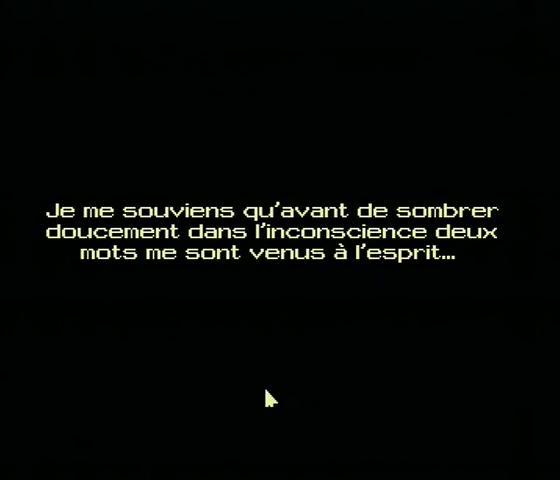 Je me souviens qu'avant de sombrer
doucement dans l'inconscience deux
mots me sont venus à l'esprit...